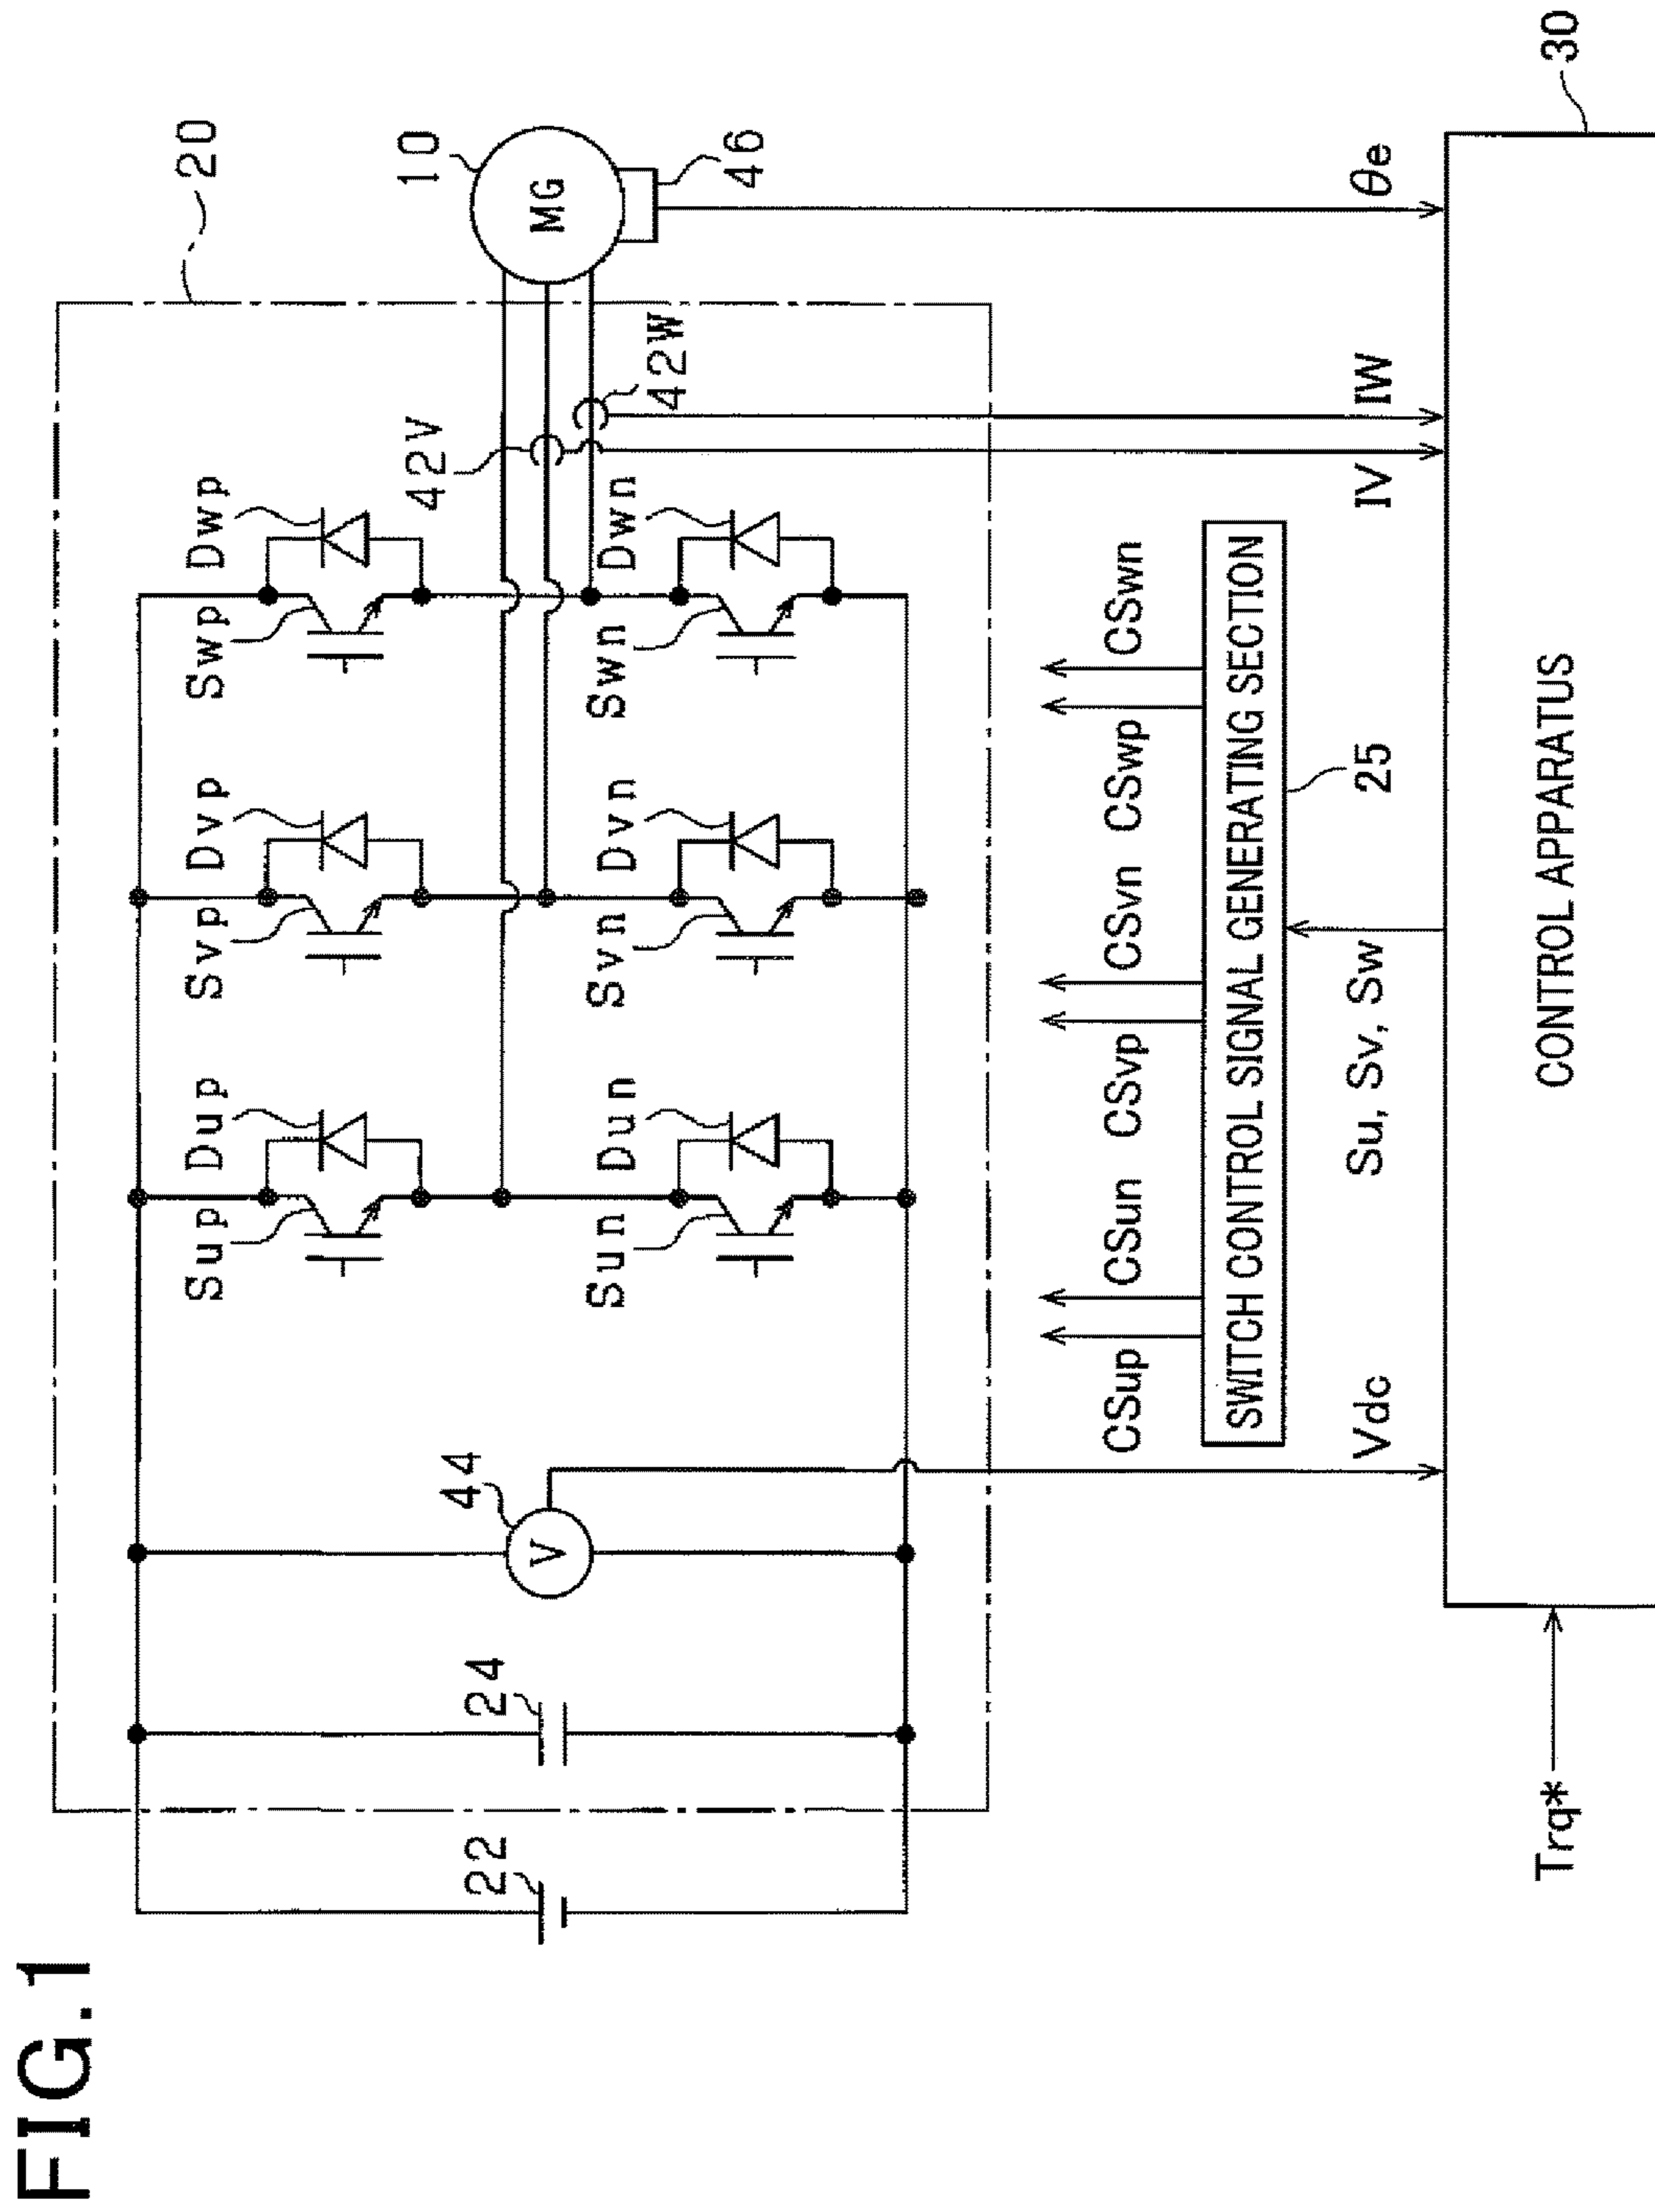 FIG.1
20
Sup Dup
Svp Dvp
Swp Dwp
10
MG
42V
44
V
22
24
Sun Dun
Svn Dvn
Swn Dwn
42W
46
CSup CSun CSvp CSvn CSwp CSwn
SWITCH CONTROL SIGNAL GENERATING SECTION
25
Vdc
Su, Sv, Sw
IV IW
θe
Trq*
CONTROL APPARATUS
30